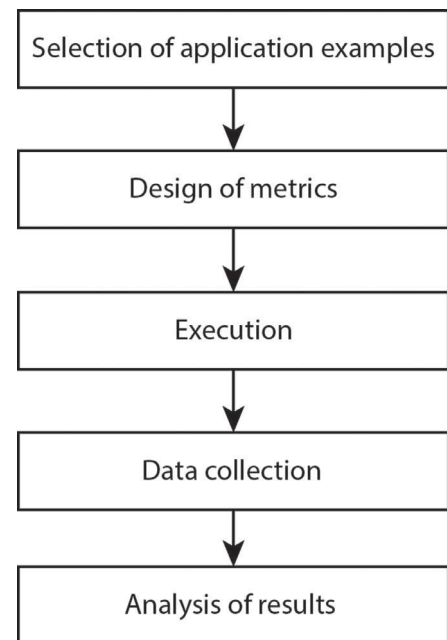 Selection of application examples
Design of metrics
Execution
Data collection
Analysis of results